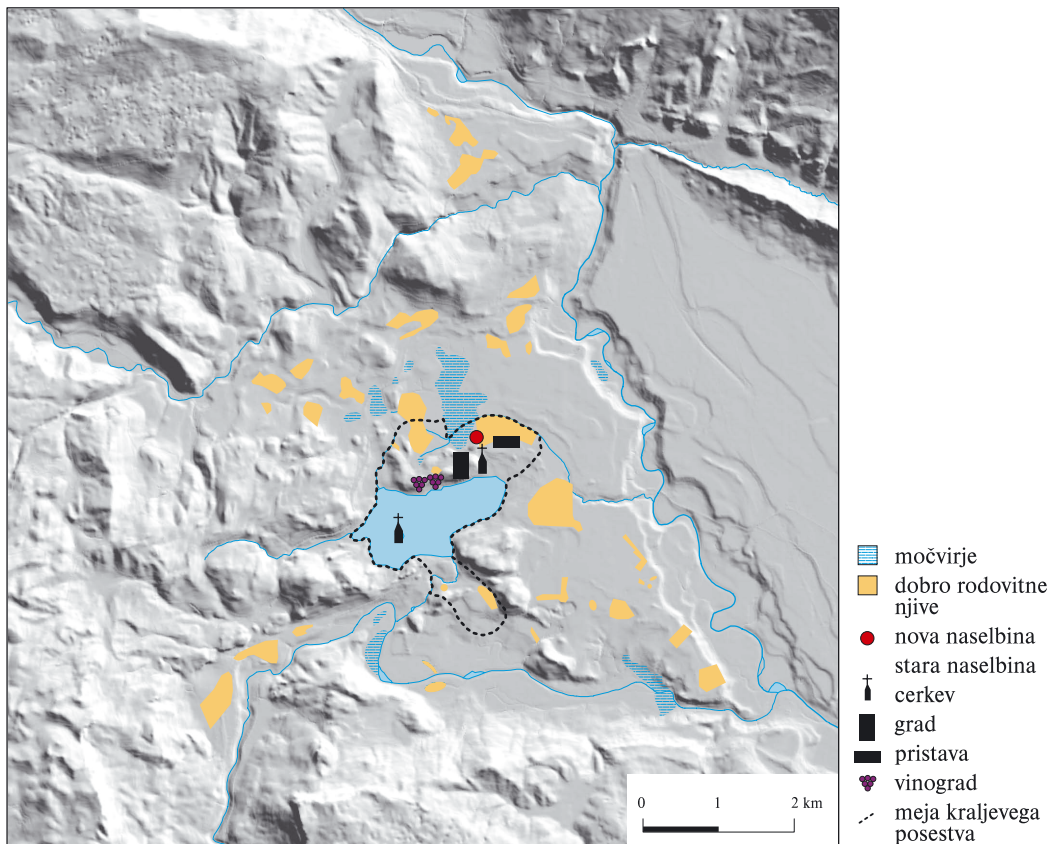 močvirje
dobro rodovitne
njive
nova naselbina
stara naselbina
cerkev
grad
pristava
vinograd
meja kraljevega
posestva
0 1 2 km